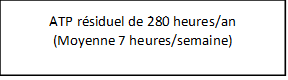 ATP résiduel de 280 heures/an
(Moyenne 7 heures/semaine)